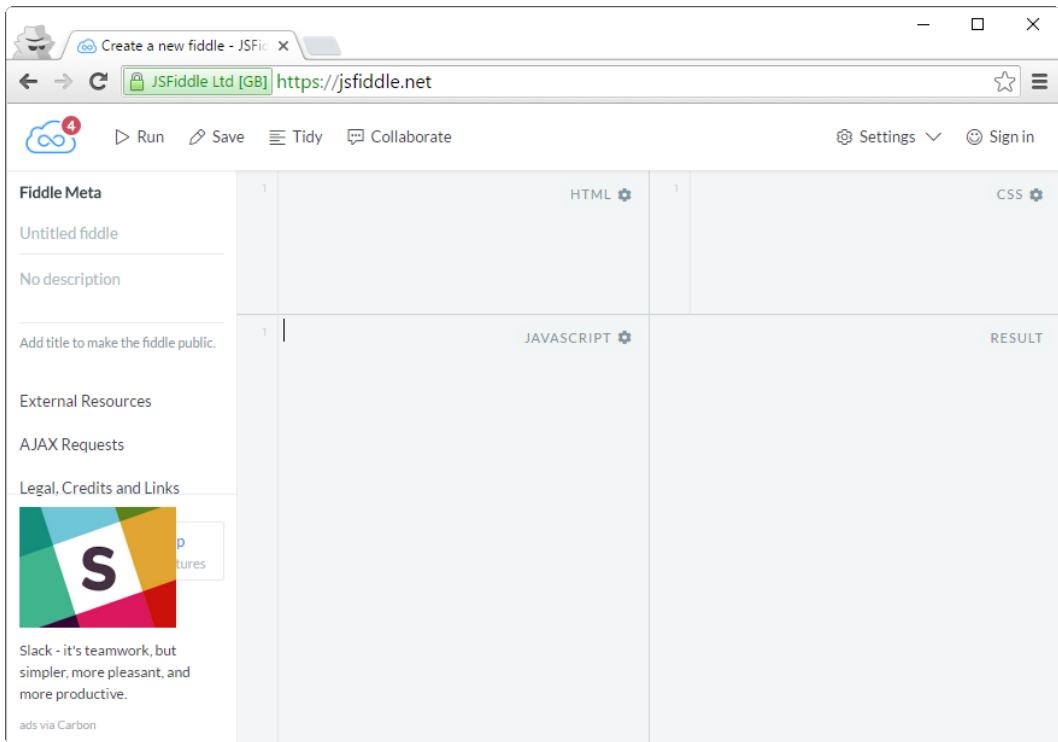 Create a new fiddle - JSFic
JSFiddle Ltd [GB] https://jsfiddle.net
4
Run Save Tidy Collaborate Settings Sign in
Fiddle Meta
Untitled fiddle
No description
Add title to make the fiddle public.
External Resources
AJAX Requests
Legal, Credits and Links
p
tures
S
Slack - it's teamwork, but
simpler, more pleasant, and
more productive.
ads via Carbon
1 HTML
1 CSS
1 JAVASCRIPT
RESULT